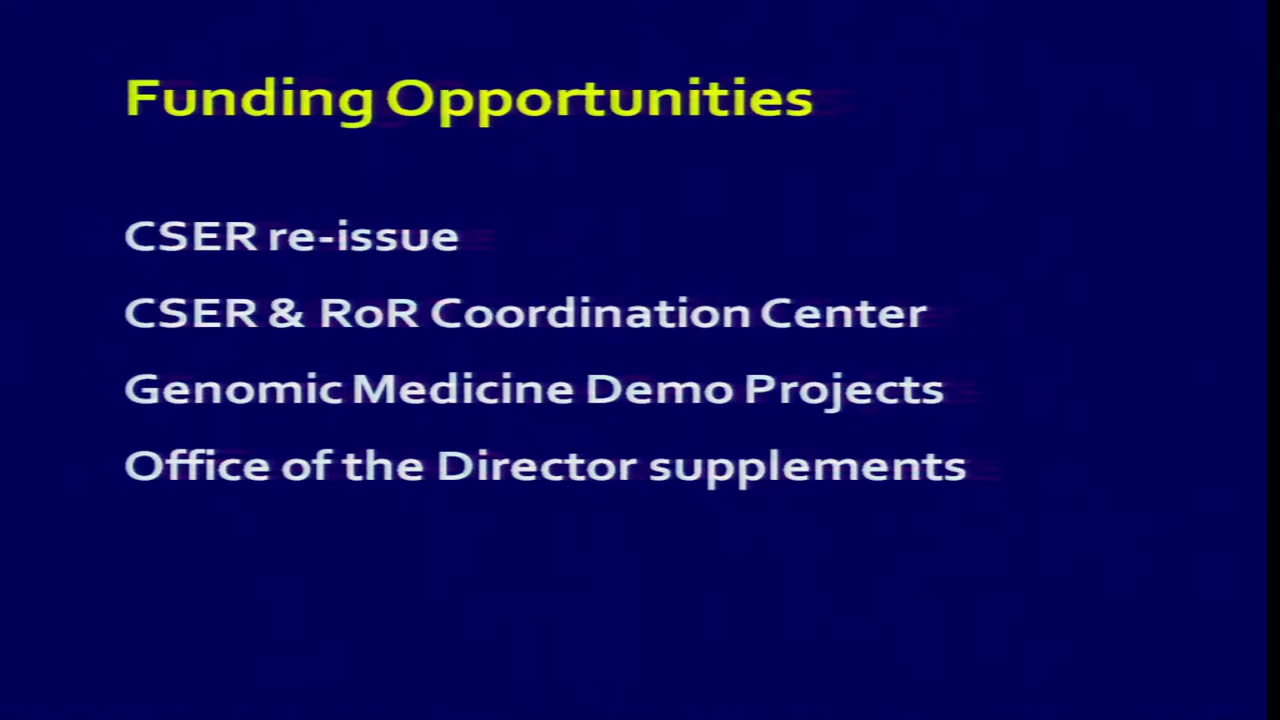 Funding Opportunities
CSER re-issue
CSER & RoR Coordination Center
Genomic Medicine Demo Projects
Office of the Director supplements